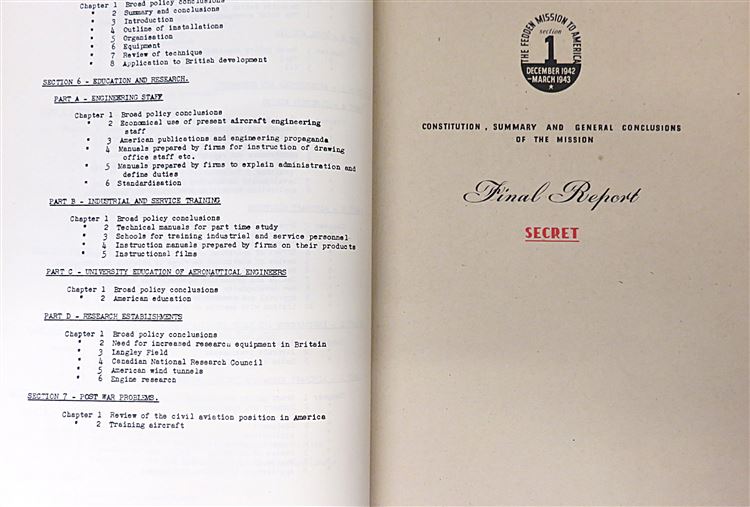 Chapter 1 Broad policy conclusions
" 2 Summary and conclusions
" 3 Introduction
" 4 Outline of installations
" 5 Organisation
" 6 Equipment
" 7 Review of technique
" 8 Application to British development
SECTION 6 - EDUCATION AND RESEARCH.
PART A - ENGINEERING STAFF
Chapter 1 Broad policy conclusions
" 2 Economical use of present aircraft engineering
staff
" 3 American publications and engineering propaganda
" 4 Manuals prepared by firms for instruction of drawing
office staff etc.
" 5 Manuals prepared by firms to explain administration and
define duties
" 6 Standardisation
PART B - INDUSTRIAL AND SERVICE TRAINING
Chapter 1 Broad policy conclusions
" 2 Technical manuals for part time study
" 3 Schools for training industrial and service personnel
" 4 Instruction manuals prepared by firms on their products
" 5 Instructional films
PART C - UNIVERSITY EDUCATION OF AERONAUTICAL ENGINEERS
Chapter 1 Broad policy conclusions
" 2 American education
PART D - RESEARCH ESTABLISHMENTS
Chapter 1 Broad policy conclusions
" 2 Need for increased research equipment in Britain
" 3 Langley Field
" 4 Canadian National Research Council
" 5 American wind tunnels
" 6 Engine research
SECTION 7 - POST WAR PROBLEMS.
Chapter 1 Review of the civil aviation position in America
" 2 Training aircraft
THE FEDDEN MISSION TO AMERICA
section
1
DECEMBER 1942
-MARCH 1943
CONSTITUTION, SUMMARY AND GENERAL CONCLUSIONS
OF THE MISSION
Final Report
SECRET